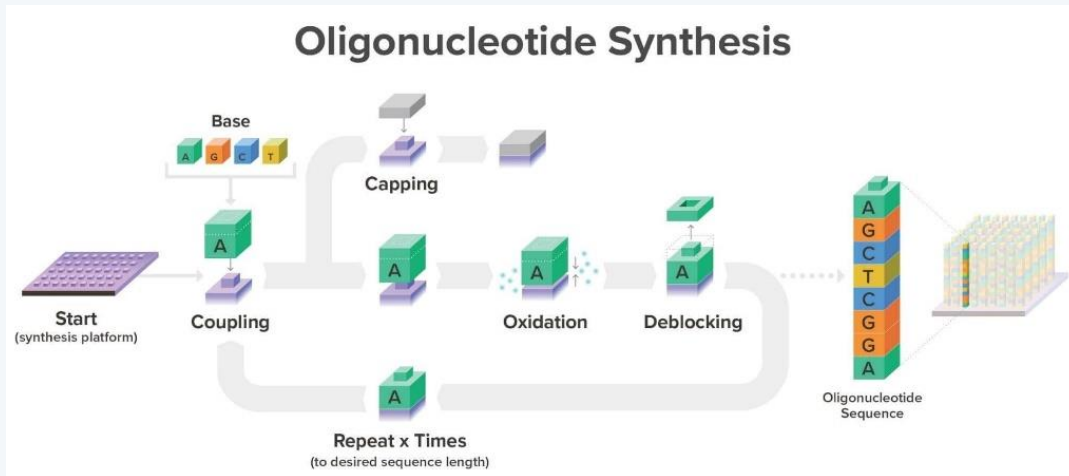 Oligonucleotide Synthesis
Base
A G C T
Capping
A
A
A
A
Start
(synthesis platform)
Coupling
Oxidation
Deblocking
A
Repeat x Times
(to desired sequence length)
A
G
C
T
C
G
G
A
Oligonucleotide
Sequence